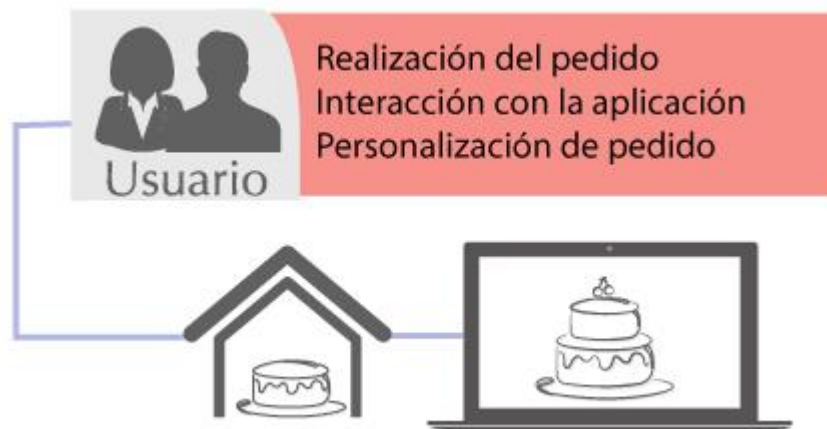 Realización del pedido
Interacción con la aplicación
Personalización de pedido
Usuario